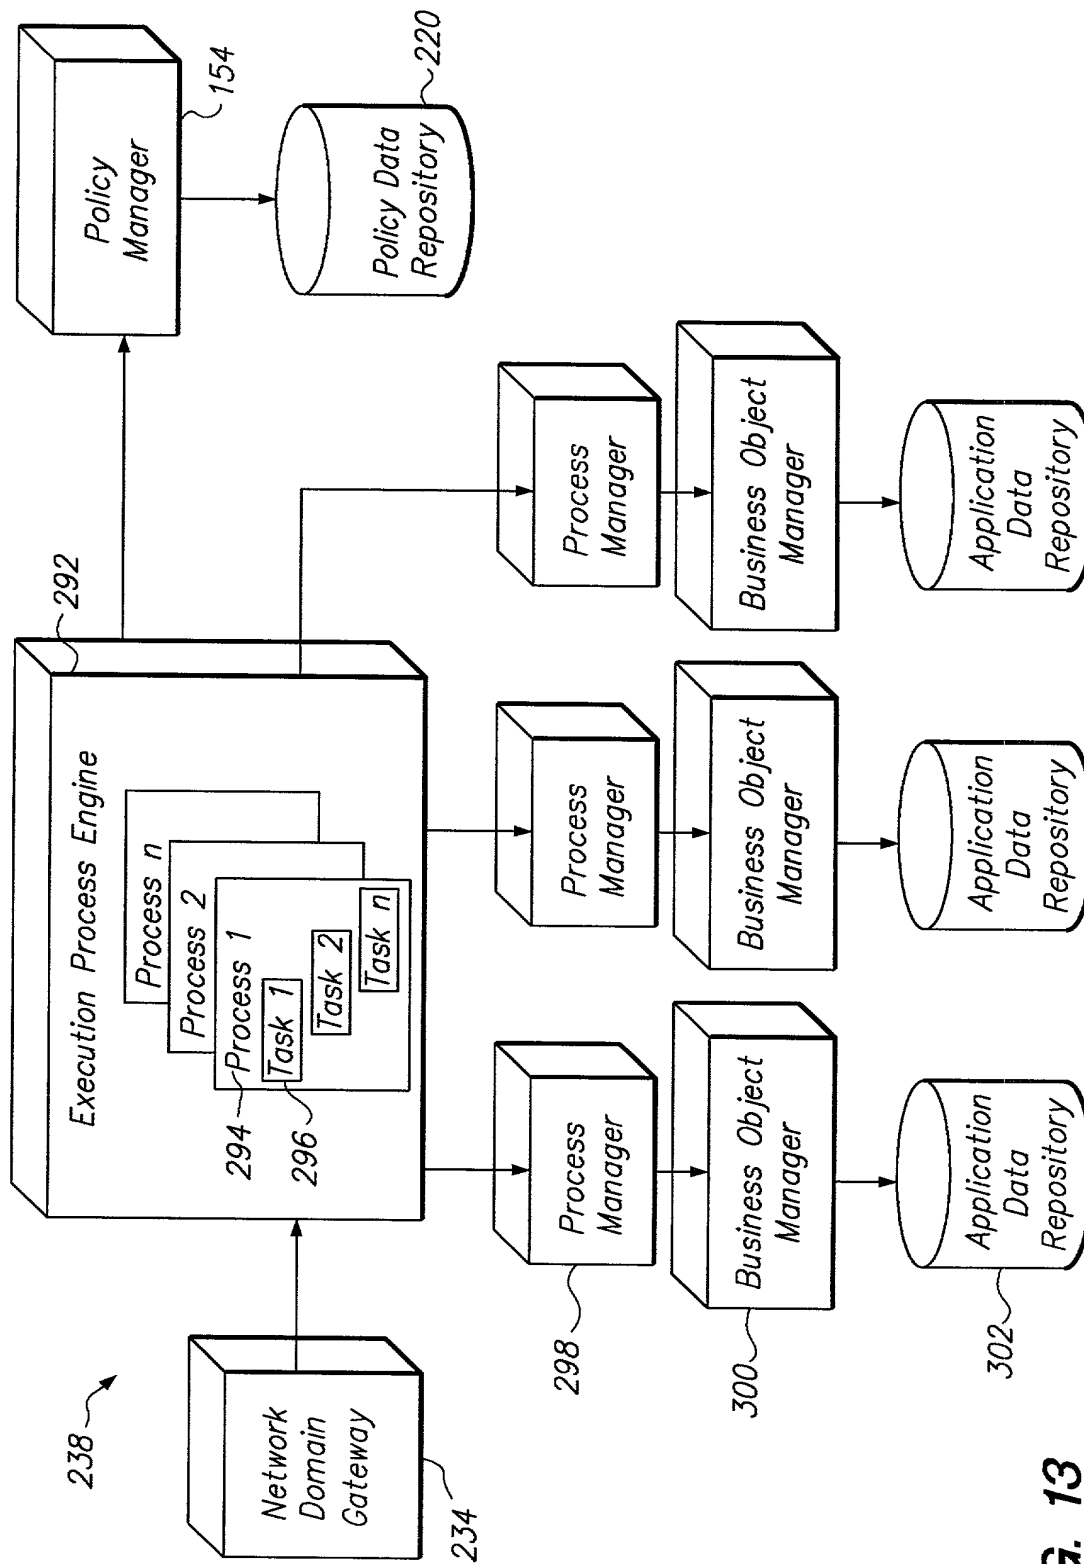 238
Network
Domain
Gateway
234
Execution Process Engine
292
Process n
Process 2
Process 1
294
Task 1
296
Task 2
Task n
Policy
Manager
154
Policy Data
Repository
220
Process
Manager
298
Process
Manager
Process
Manager
Business Object
Manager
300
Business Object
Manager
Business Object
Manager
Application
Data
Repository
302
Application
Data
Repository
Application
Data
Repository
G. 13